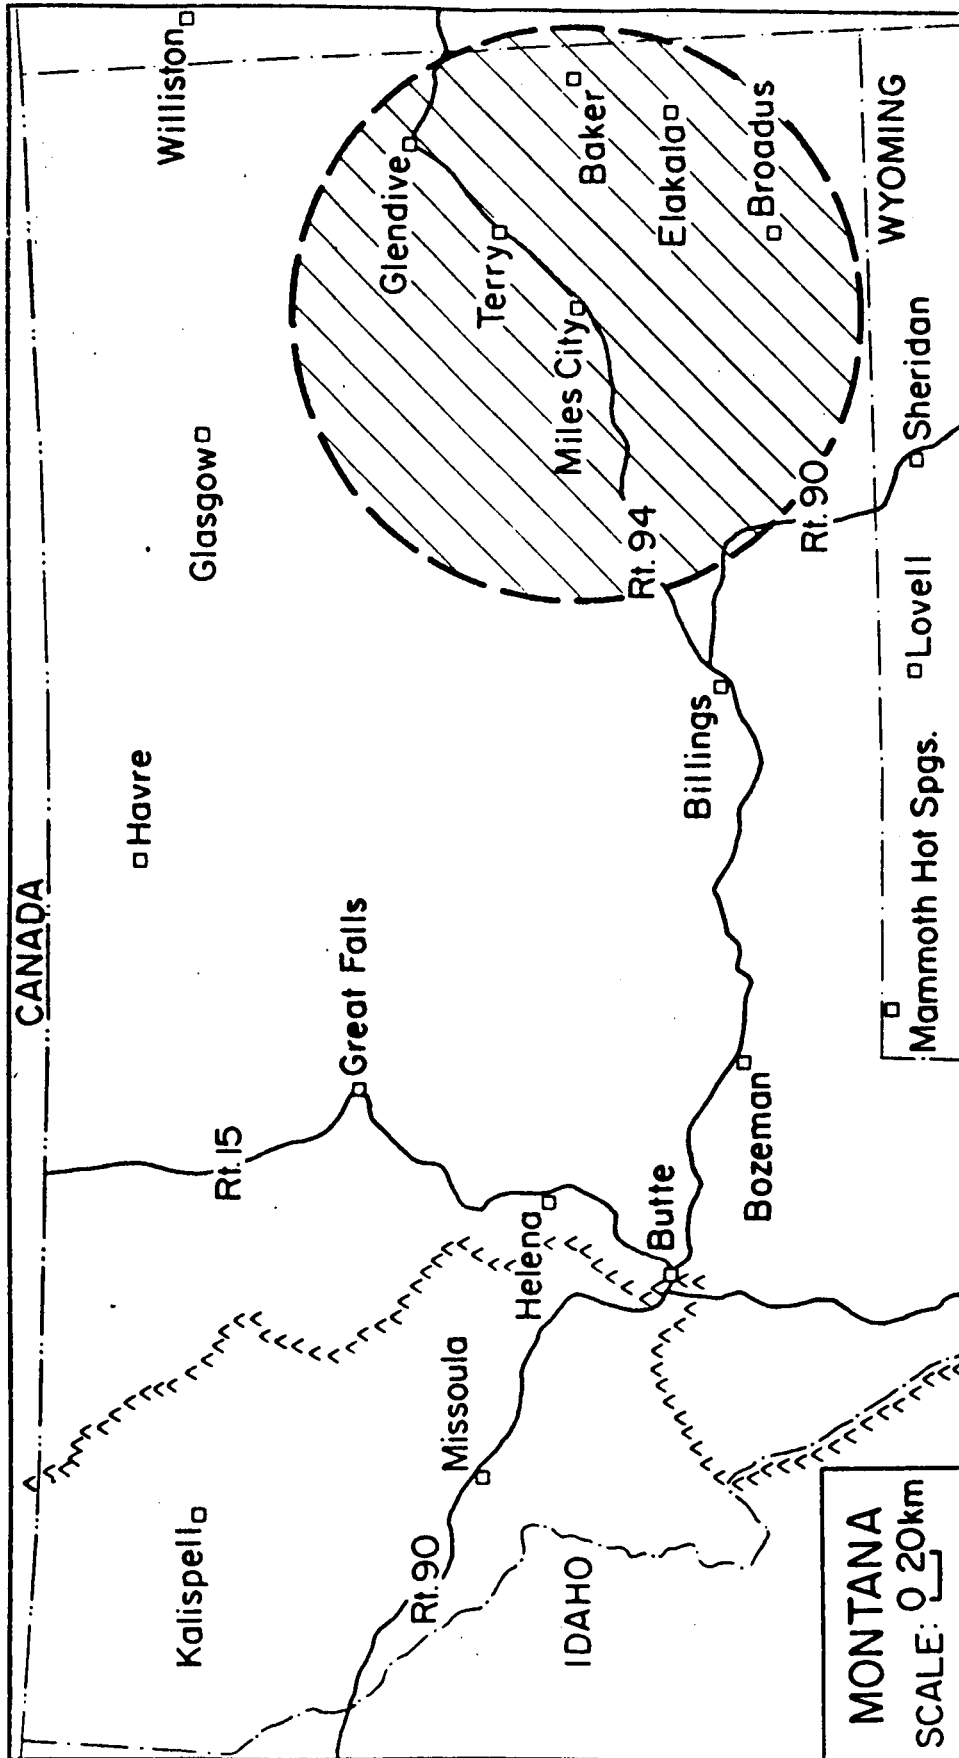 CANADA
Williston
Havre
Glasgow
Kalispell
Rt. 15
Great Falls
Glendive
Rt. 90
Missoula
Terry
Baker
Helena
Miles City
IDAHO
Elakala
Butte
Rt. 94
Billings
Bozeman
Broadus
Rt. 90
WYOMING
Mammoth Hot Spgs.
Lovell
Sheridan
MONTANA
SCALE: 0 20km